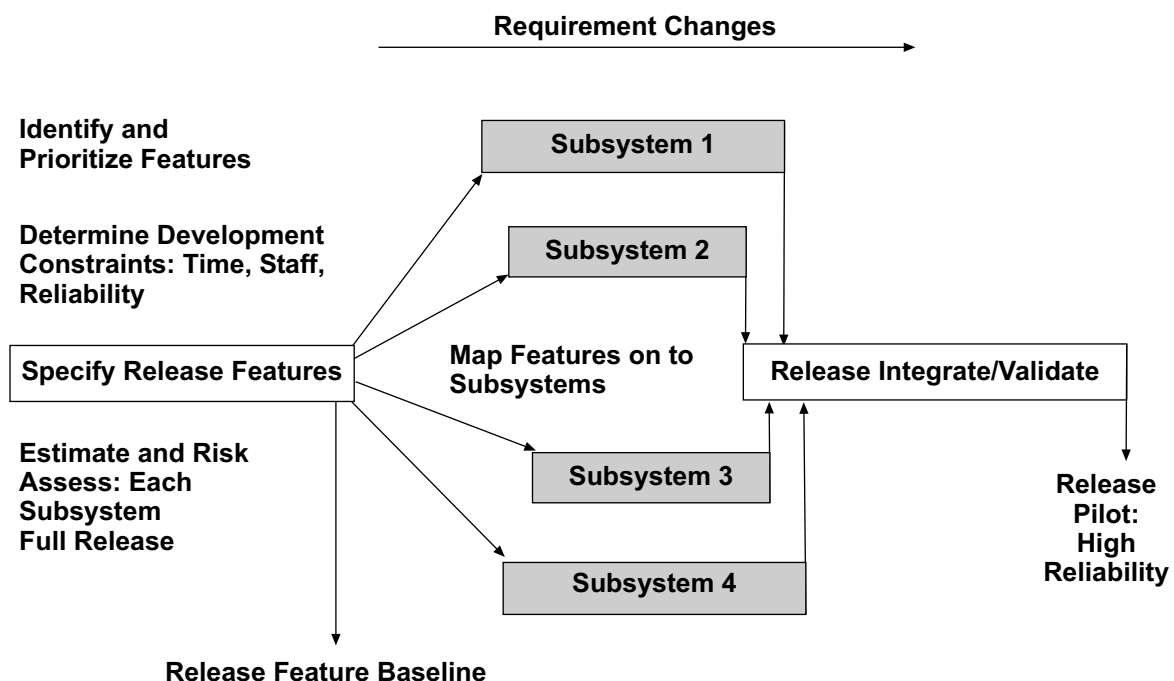 Requirement Changes
Identify and
Prioritize Features
Subsystem 1
Determine Development
Constraints: Time, Staff,
Reliability
Subsystem 2
Specify Release Features
Map Features on to
Subsystems
Release Integrate/Validate
Estimate and Risk
Assess: Each
Subsystem
Full Release
Subsystem 3
Release
Pilot:
High
Reliability
Subsystem 4
Release Feature Baseline